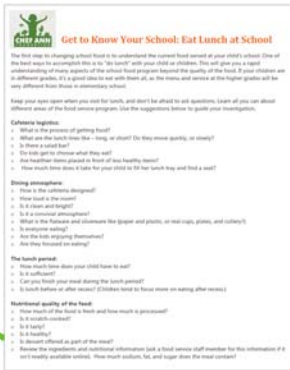 CHEF ANN
Get to Know Your School: Eat Lunch at School
The first step to changing school food is to understand the current food served at your child's school. One of
the best ways to accomplish this is to "do lunch" with your child or children. This will give you a rapid
understanding of many aspects of the school food program beyond the quality of the food. If your children are
in different grades, it's a good idea to eat with them all, as the menu and service at the higher grades will be
very different from those in elementary school.
Keep your eyes open when you visit for lunch, and don't be afraid to ask questions. Learn all you can about
different areas of the food service program. Use the suggestions below to guide your investigation.
Cafeteria logistics:
What is the process of getting food?
What are the lunch lines like – long, or short? Do they move quickly, or slowly?
Is there a salad bar?
Do kids get to choose what they eat?
Are healthier items placed in front of less healthy items?
How much time does it take for your child to fill her lunch tray and find a seat?
Dining atmosphere:
How is the cafeteria designed?
How loud is the room?
Is it clean and bright?
Is it a convivial atmosphere?
What is the flatware and dishware like (paper and plastic, or real cups, plates, and cutlery?)
Is everyone eating?
Are the kids enjoying themselves?
Are they focused on eating?
The lunch period:
How much time does your child have to eat?
Is it sufficient?
Can you finish your meal during the lunch period?
Is lunch before or after recess? (Children tend to focus more on eating after recess.)
Nutritional quality of the food:
How much of the food is fresh and how much is processed?
Is it scratch-cooked?
Is it tasty?
Is it healthy?
Is dessert offered as part of the meal?
Review the ingredients and nutritional information (ask a food service staff member for this information if it
isn't readily available online). How much sodium, fat, and sugar does the meal contain?